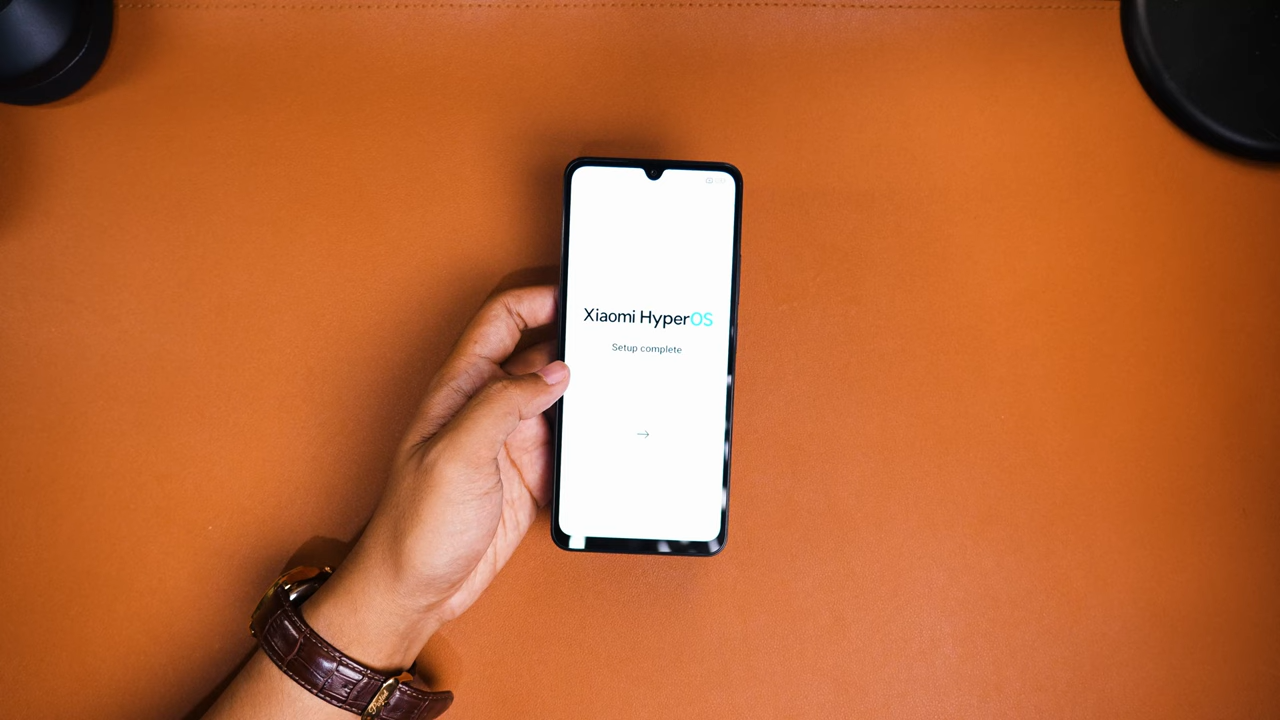 Xiaomi HyperOS
Setup complete
→